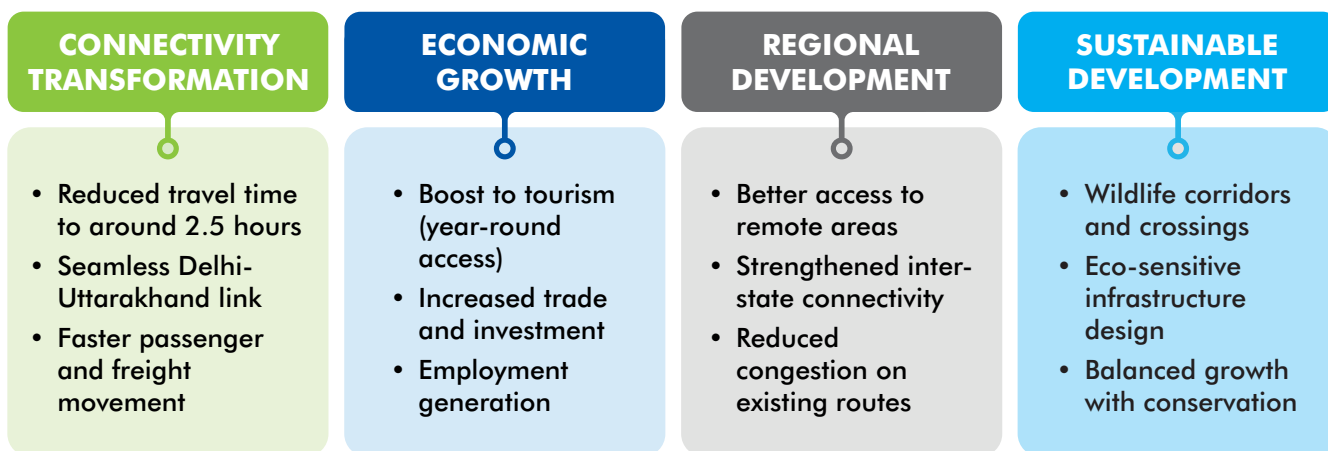 CONNECTIVITY
TRANSFORMATION
• Reduced travel time
to around 2.5 hours
• Seamless Delhi-
Uttarakhand link
• Faster passenger
and freight
movement
ECONOMIC
GROWTH
• Boost to tourism
(year-round
access)
• Increased trade
and investment
• Employment
generation
REGIONAL
DEVELOPMENT
• Better access to
remote areas
• Strengthened inter-
state connectivity
• Reduced
congestion on
existing routes
SUSTAINABLE
DEVELOPMENT
• Wildlife corridors
and crossings
• Eco-sensitive
infrastructure
design
• Balanced growth
with conservation